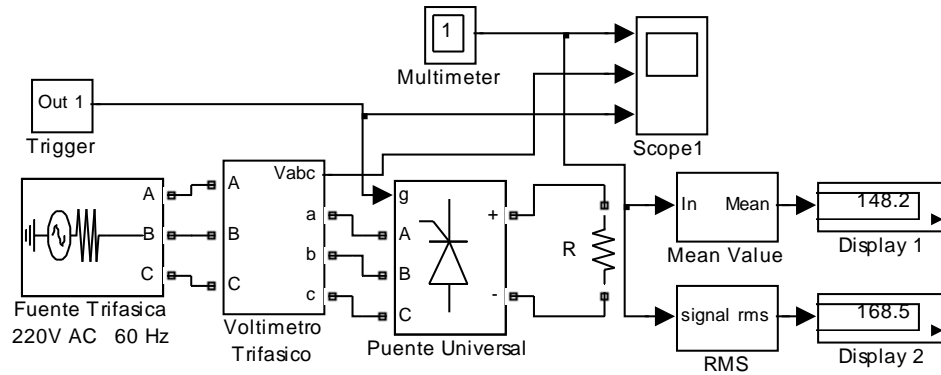 1
Multimeter
Out 1
Trigger
Scope1
Vabc
A
B
C
A
B
C
a
b
c
g
A
B
C
+
-
R
In Mean
148.2
Mean Value
Display 1
signal rms
168.5
RMS
Display 2
Fuente Trifasica
220V AC 60 Hz
Voltimetro
Trifasico
Puente Universal